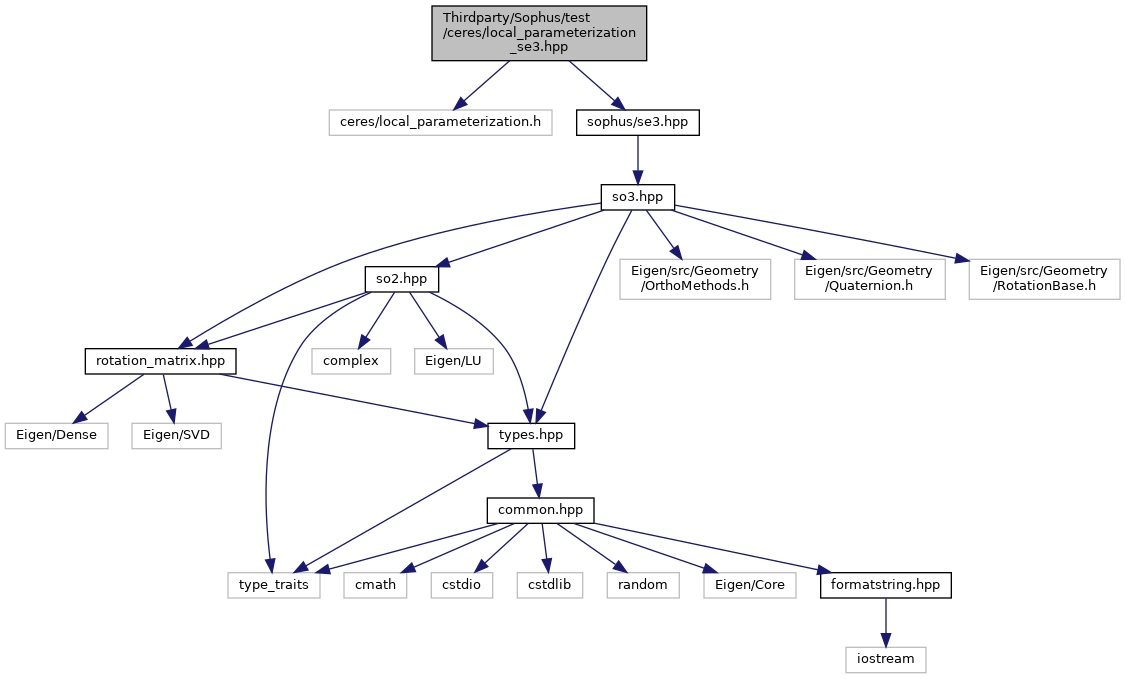 Thirdparty/Sophus/test
/ceres/local_parameterization
_se3.hpp
ceres/local_parameterization.h
sophus/se3.hpp
so3.hpp
so2.hpp
Eigen/src/Geometry
/OrthoMethods.h
Eigen/src/Geometry
/Quaternion.h
Eigen/src/Geometry
/RotationBase.h
rotation_matrix.hpp
complex
Eigen/LU
Eigen/Dense
Eigen/SVD
types.hpp
common.hpp
type_traits
cmath
cstdio
cstdlib
random
Eigen/Core
formatstring.hpp
iostream